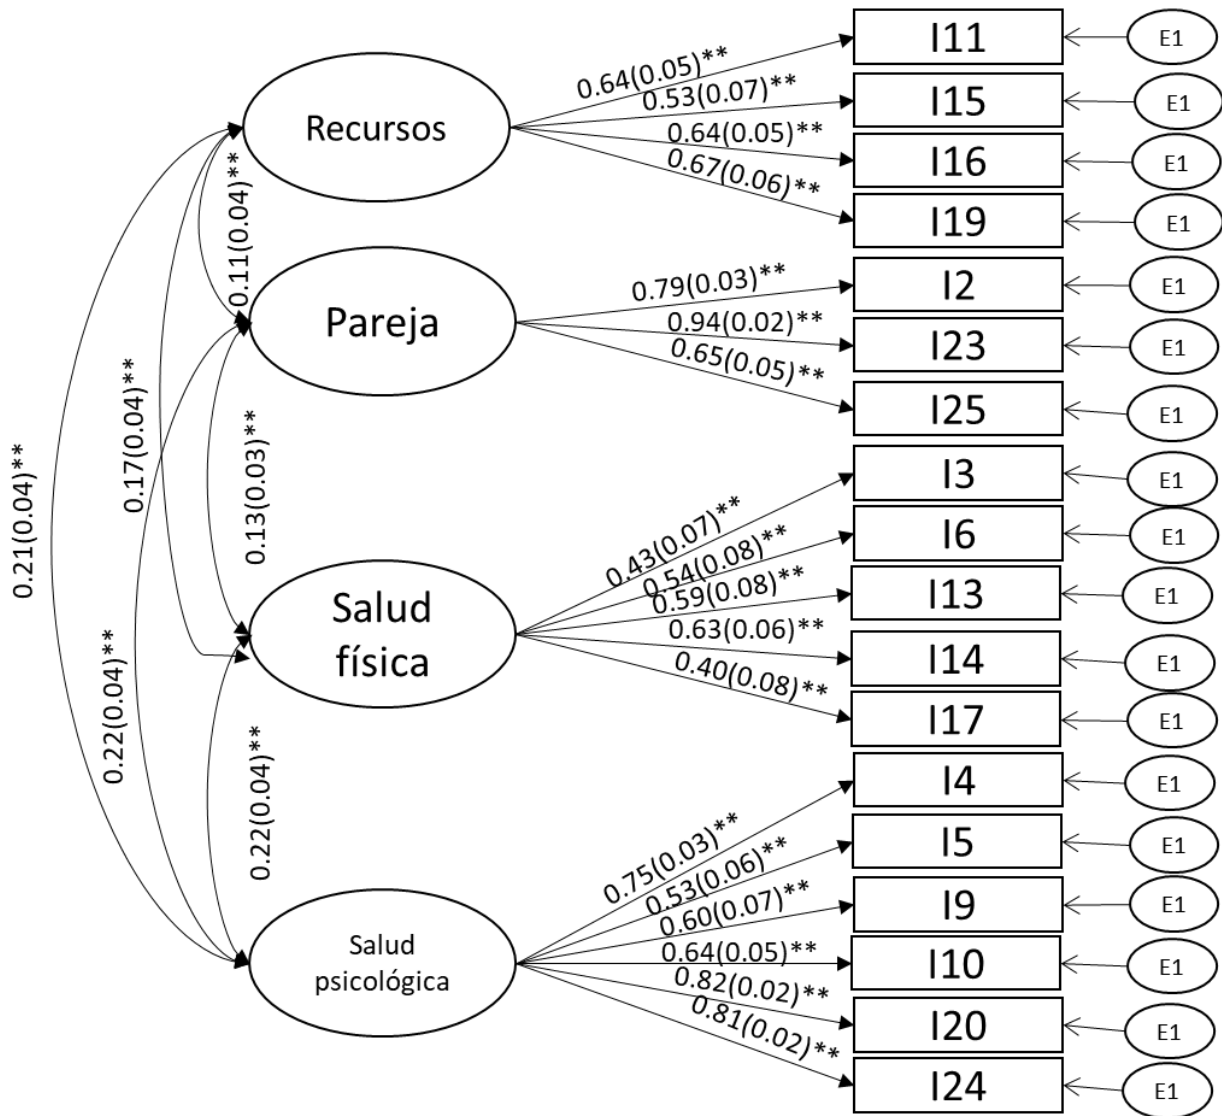 Recursos
Pareja
Salud
física
Salud
psicológica
0.11(0.04)**
0.17(0.04)**
0.21(0.04)**
0.13(0.03)**
0.22(0.04)**
0.22(0.04)**
0.64(0.05)**
0.53(0.07)**
0.64(0.05)**
0.67(0.06)**
0.79(0.03)**
0.94(0.02)**
0.65(0.05)**
0.43(0.07)**
0.54(0.08)**
0.59(0.08)**
0.63(0.06)**
0.40(0.08)**
0.75(0.03)**
0.53(0.06)**
0.60(0.07)**
0.64(0.05)**
0.82(0.02)**
0.81(0.02)**
I11
E1
I15
E1
I16
E1
I19
E1
I2
E1
I23
E1
I25
E1
I3
E1
I6
E1
I13
E1
I14
E1
I17
E1
I4
E1
I5
E1
I9
E1
I10
E1
I20
E1
I24
E1